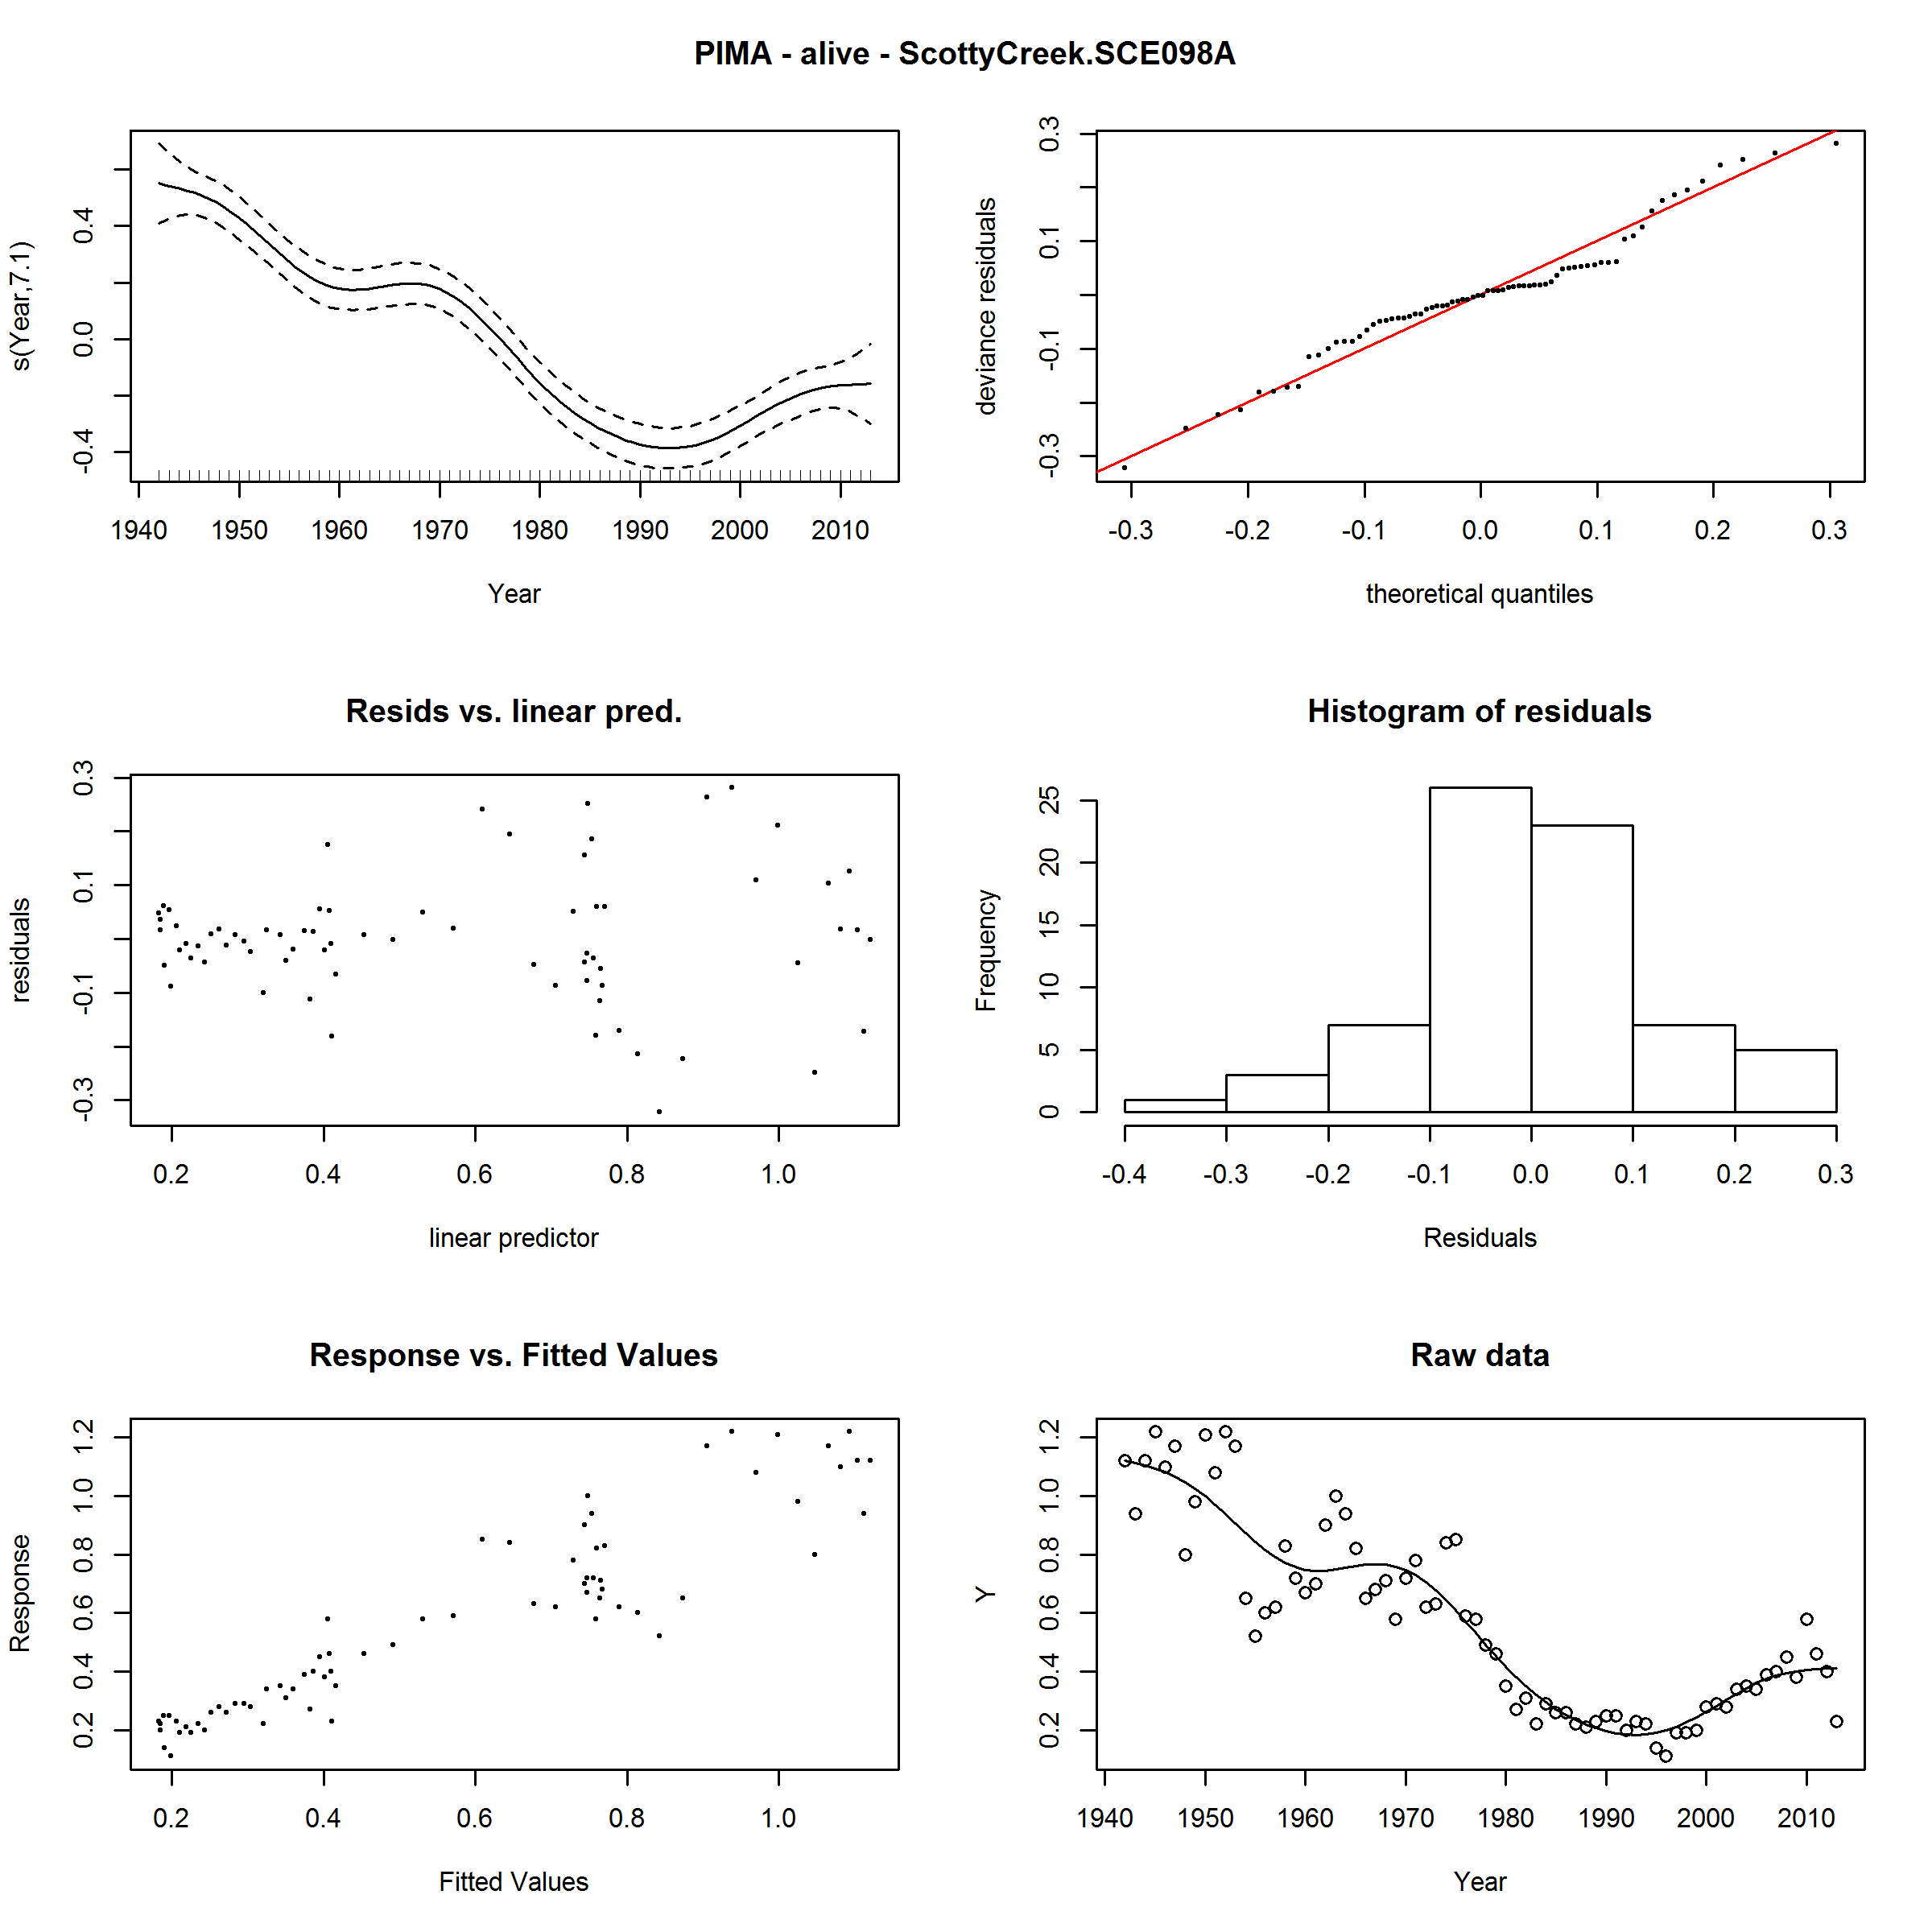 PIMA - alive - ScottyCreek.SCE098A
s(Year,7.1)
-0.4 0.0 0.4
1940 1950 1960 1970 1980 1990 2000 2010
Year
deviance residuals
-0.3 -0.1 0.1 0.3
-0.3 -0.2 -0.1 0.0 0.1 0.2 0.3
theoretical quantiles
Resids vs. linear pred.
residuals
-0.3 -0.1 0.1 0.3
0.2 0.4 0.6 0.8 1.0
linear predictor
Histogram of residuals
Frequency
0 5 10 15 20 25
-0.4 -0.3 -0.2 -0.1 0.0 0.1 0.2 0.3
Residuals
Response vs. Fitted Values
Response
0.2 0.4 0.6 0.8 1.0 1.2
0.2 0.4 0.6 0.8 1.0
Fitted Values
Raw data
Y
0.2 0.4 0.6 0.8 1.0 1.2
1940 1950 1960 1970 1980 1990 2000 2010
Year